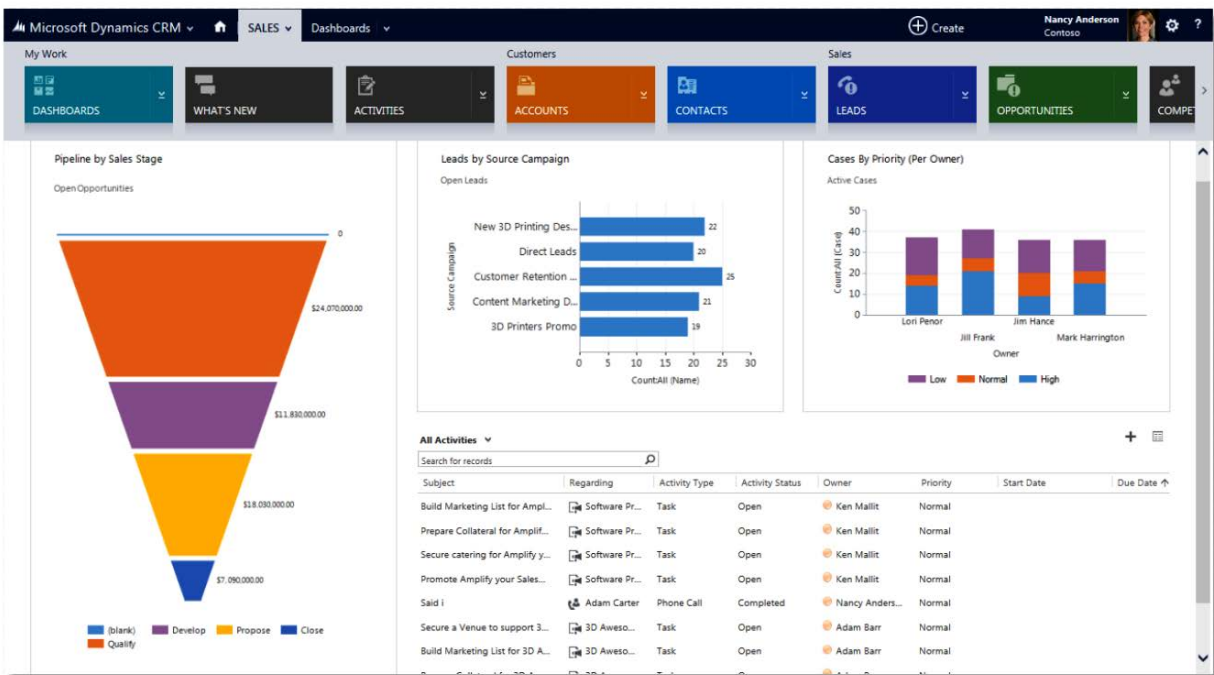 Microsoft Dynamics CRM
SALES
Dashboards
Create
Nancy Anderson
Contoso
?
My Work
Customers
Sales
DASHBOARDS
WHAT'S NEW
ACTIVITIES
ACCOUNTS
CONTACTS
LEADS
OPPORTUNITIES
COMPET
Pipeline by Sales Stage
Open Opportunities
0
$24,070,000.00
$11,830,000.00
$18,030,000.00
$7,090,000.00
(blank) Develop Propose Close
Qualify
Leads by Source Campaign
Open Leads
Source Campaign
New 3D Printing Des... 22
Direct Leads 20
Customer Retention ... 25
Content Marketing D... 21
3D Printers Promo 19
0 5 10 15 20 25 30
Count:All (Name)
Cases By Priority (Per Owner)
Active Cases
Count:All (Case)
50
40
30
20
10
0
Lori Penor Jim Hance
Jill Frank Mark Harrington
Owner
Low Normal High
All Activities
Search for records
Subject Regarding Activity Type Activity Status Owner Priority Start Date Due Date
Build Marketing List for Ampl... Software Pr... Task Open Ken Mallit Normal
Prepare Collateral for Amplif... Software Pr... Task Open Ken Mallit Normal
Secure catering for Amplify y... Software Pr... Task Open Ken Mallit Normal
Promote Amplify your Sales... Software Pr... Task Open Ken Mallit Normal
Said i Adam Carter Phone Call Completed Nancy Anders... Normal
Secure a Venue to support 3... 3D Aweso... Task Open Adam Barr Normal
Build Marketing List for 3D A... 3D Aweso... Task Open Adam Barr Normal